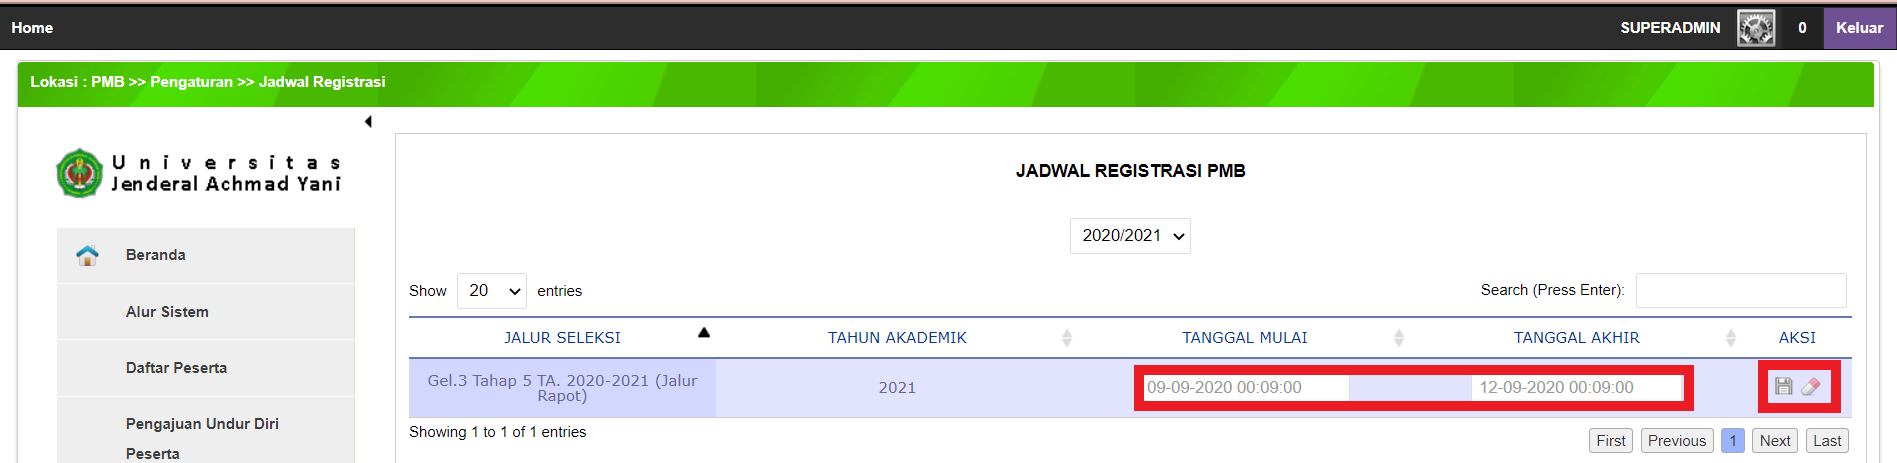 Home
SUPERADMIN 0 Keluar
Lokasi : PMB >> Pengaturan >> Jadwal Registrasi
Universitas
Jenderal Achmad Yani
JADWAL REGISTRASI PMB
2020/2021
Beranda
Alur Sistem
Daftar Peserta
Pengajuan Undur Diri
Peserta
Show 20 entries
Search (Press Enter):
JALUR SELEKSI TAHUN AKADEMIK TANGGAL MULAI TANGGAL AKHIR AKSI
Gel.3 Tahap 5 TA. 2020-2021 (Jalur
Rapot)
2021 09-09-2020 00:09:00 12-09-2020 00:09:00
Showing 1 to 1 of 1 entries
First Previous 1 Next Last